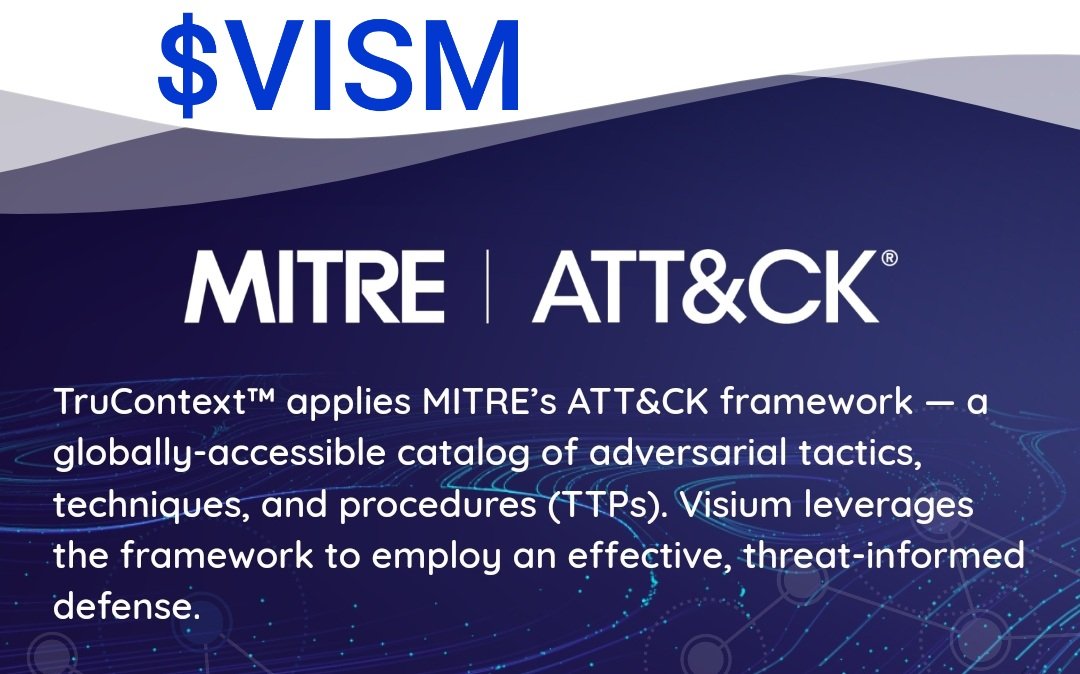 $VISM
MITRE | ATT&CK®
TruContext™ applies MITRE’s ATT&CK framework — a
globally-accessible catalog of adversarial tactics,
techniques, and procedures (TTPs). Visium leverages
the framework to employ an effective, threat-informed
defense.